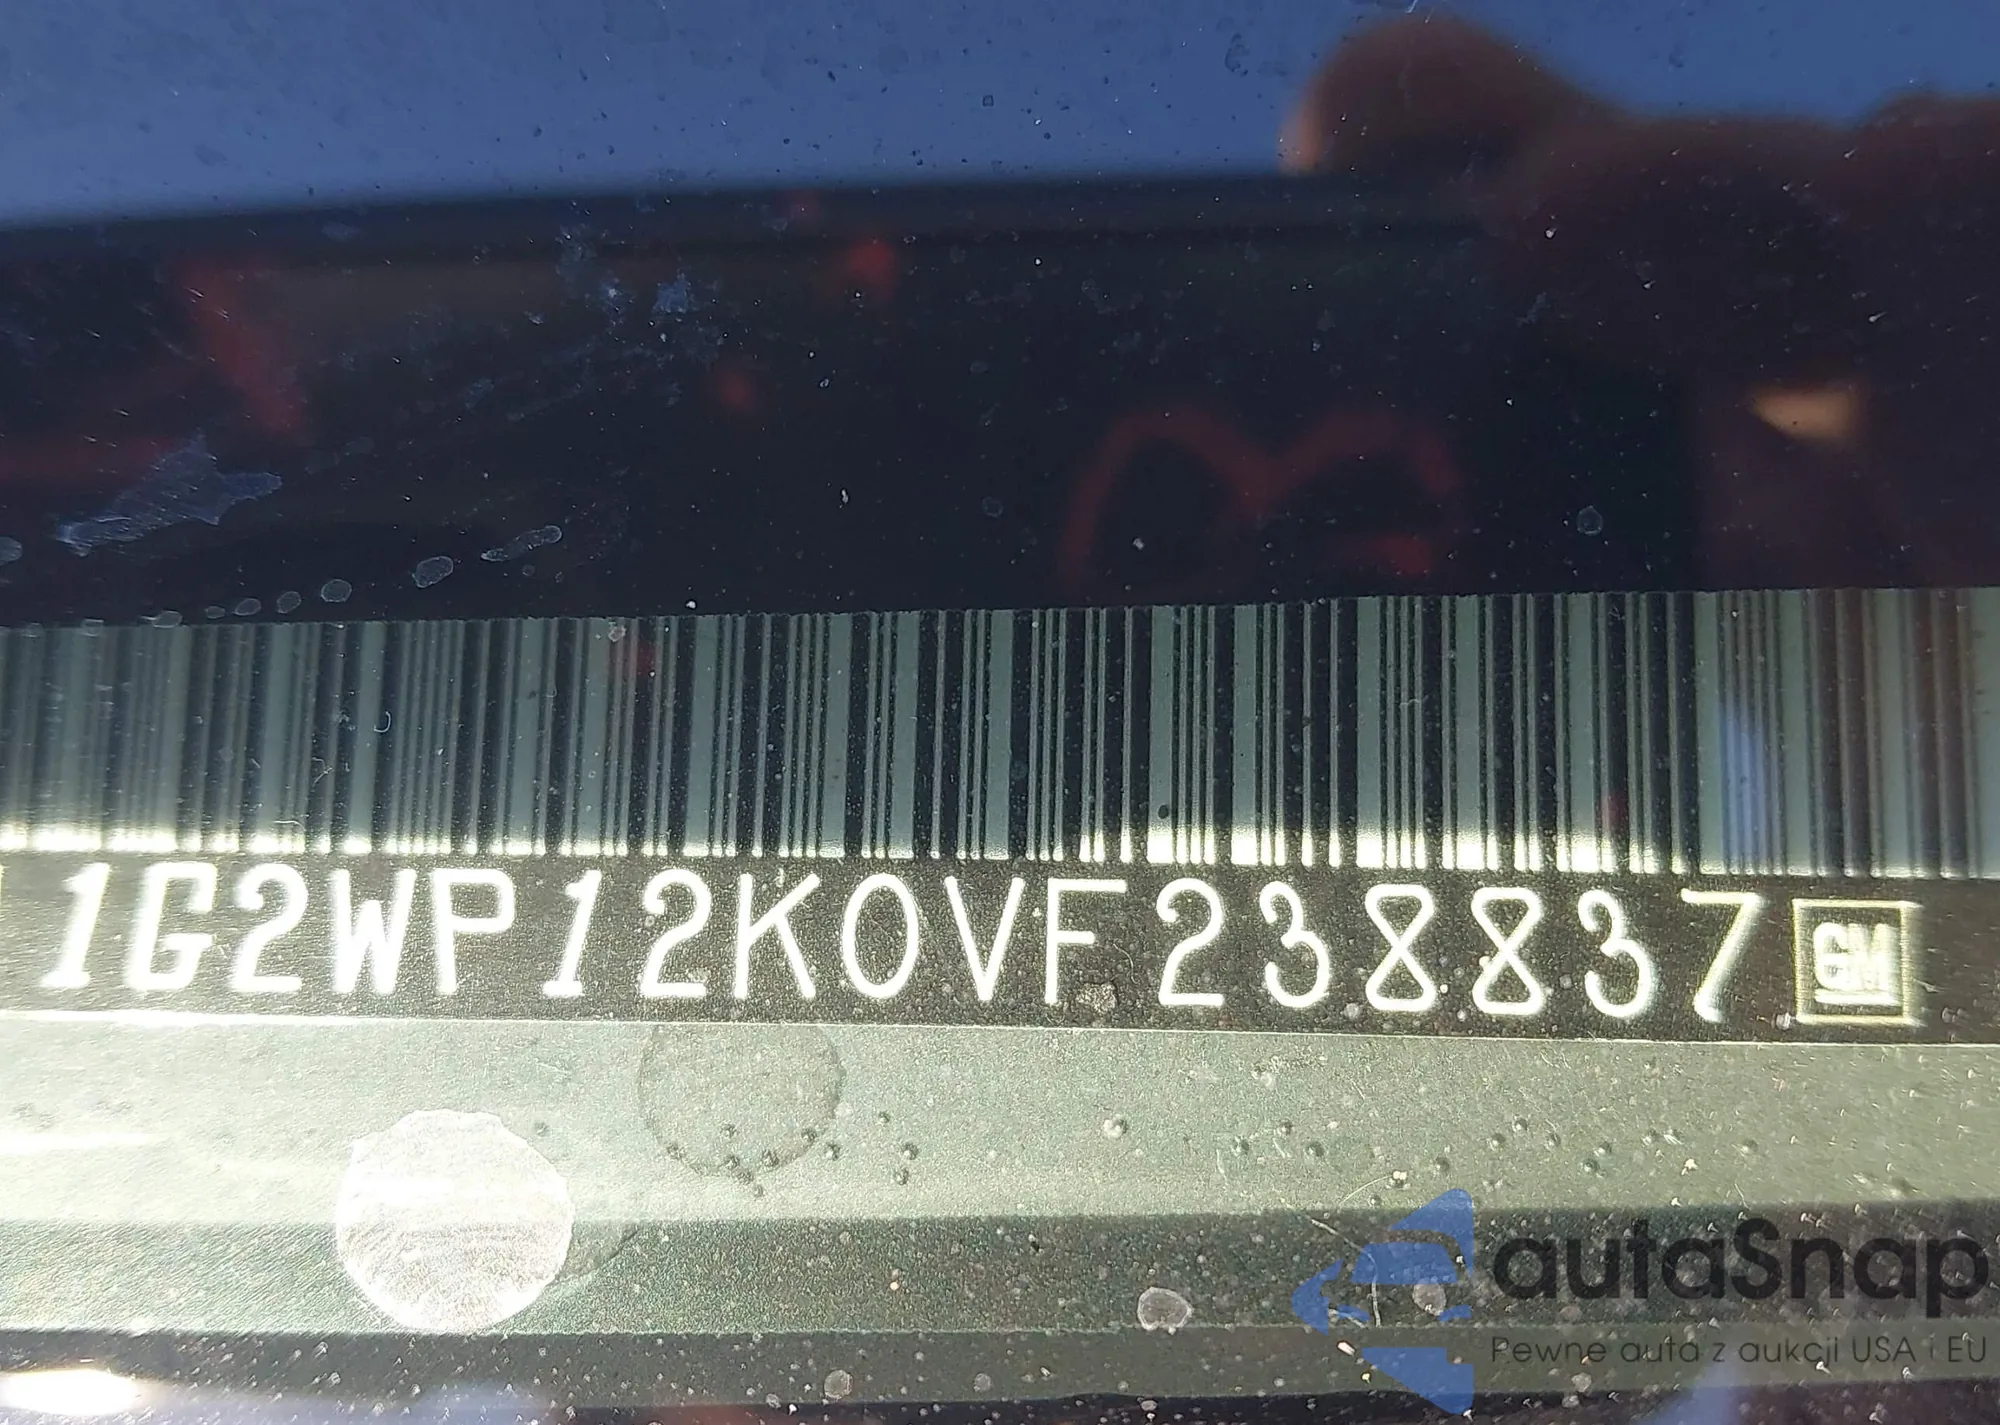 1G2WP12K0VF238837 GM
autaSnap
Pewne auta z aukcji USA i EU